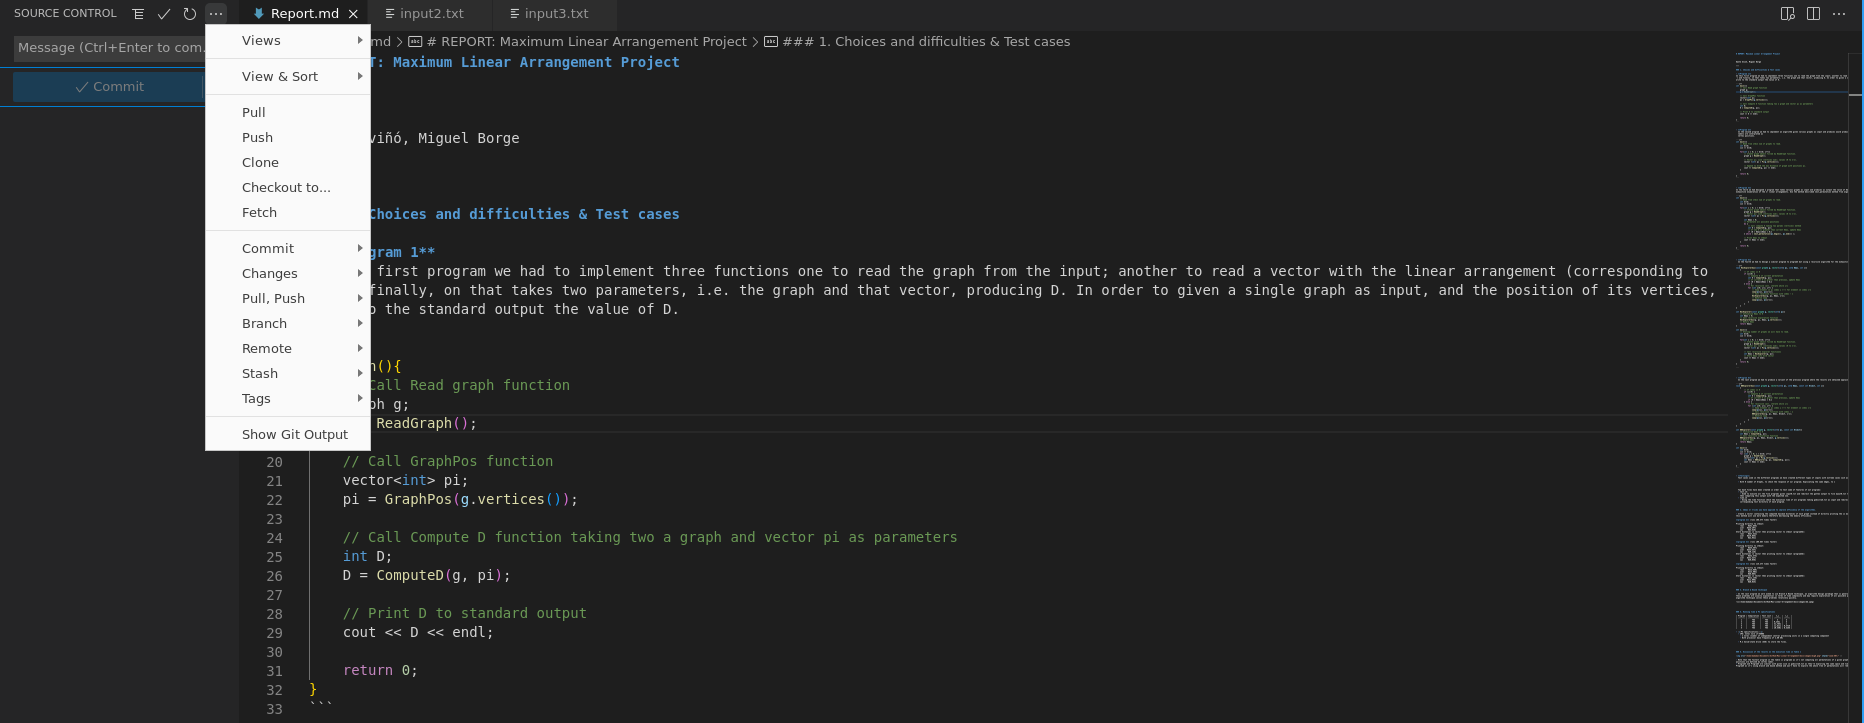 SOURCE CONTROL
Report.md
input2.txt
input3.txt
Message (Ctrl+Enter to com...
Commit
Views
View & Sort
Pull
Push
Clone
Checkout to...
Fetch
Commit
Changes
Pull, Push
Branch
Remote
Stash
Tags
Show Git Output
md > # REPORT: Maximum Linear Arrangement Project > ### 1. Choices and difficulties & Test cases
T: Maximum Linear Arrangement Project
viñó, Miguel Borge
Choices and difficulties & Test cases
gram 1**
first program we had to implement three functions one to read the graph from the input; another to read a vector with the linear arrangement (corresponding to
finally, on that takes two parameters, i.e. the graph and that vector, producing D. In order to given a single graph as input, and the position of its vertices,
o the standard output the value of D.
n(){
Call Read graph function
ph g;
ReadGraph();
20 // Call GraphPos function
21 vector<int> pi;
22 pi = GraphPos(g.vertices());
23
24 // Call Compute D function taking two a graph and vector pi as parameters
25 int D;
26 D = ComputeD(g, pi);
27
28 // Print D to standard output
29 cout << D << endl;
30
31 return 0;
32 }
33 ```